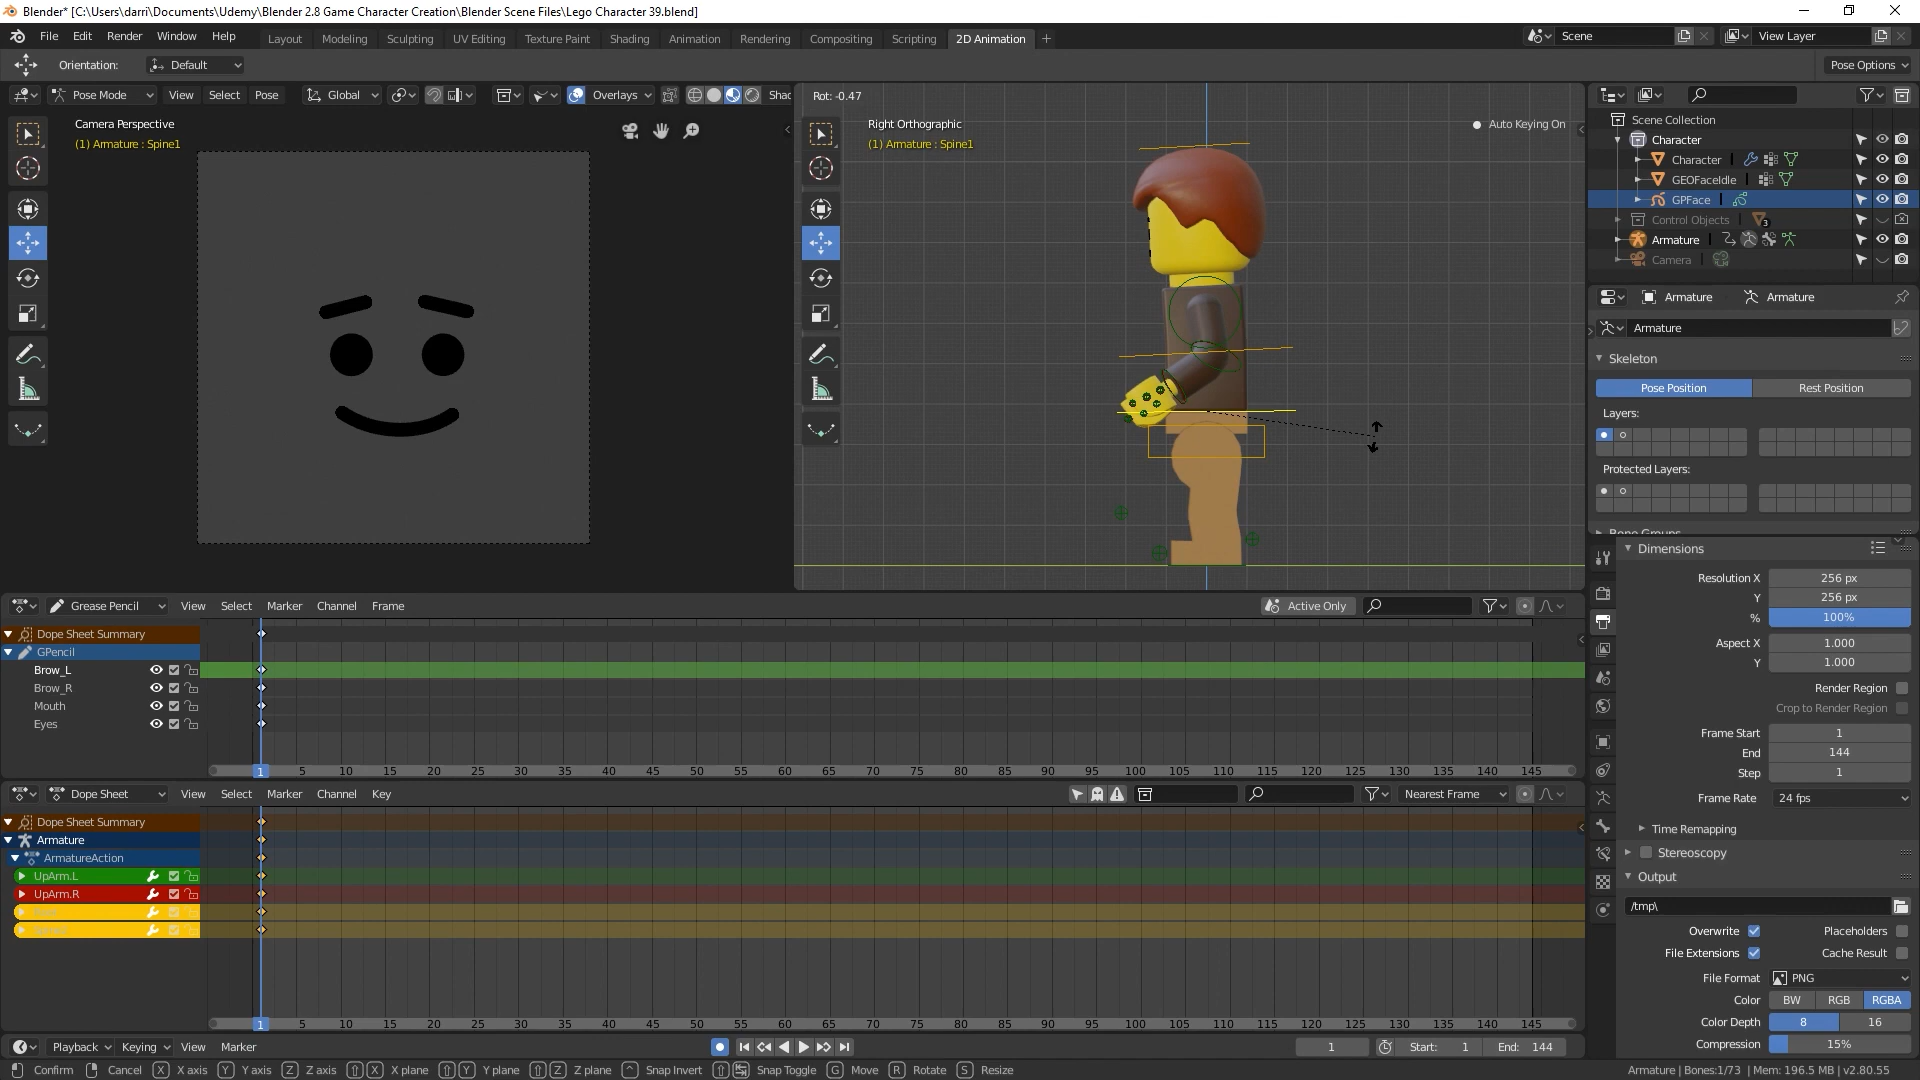 Blender* [C:\Users\darri\Documents\Udemy\Blender 2.8 Game Character Creation\Blender Scene Files\Lego Character 39.blend]
File Edit Render Window Help Layout Modeling Sculpting UV Editing Texture Paint Shading Animation Rendering Compositing Scripting 2D Animation + Scene View Layer
Orientation: Default Pose Options
Pose Mode View Select Pose Global Overlays Shac Rot: -0.47
Camera Perspective
(1) Armature : Spine1
Right Orthographic
(1) Armature : Spine1
Auto Keying On
Scene Collection
Character
Character
GEOFaceIdle
GPFace
Control Objects 3
Armature
Camera
Armature Armature
Armature
Skeleton
Pose Position Rest Position
Layers:
Protected Layers:
Dimensions
Resolution X 256 px
Y 256 px
% 100%
Aspect X 1.000
Y 1.000
Render Region
Crop to Render Region
Frame Start 1
End 144
Step 1
Frame Rate 24 fps
Time Remapping
Stereoscopy
Output
/tmp\
Overwrite Placeholders
File Extensions Cache Result
File Format PNG
Color BW RGB RGBA
Color Depth 8 16
Compression 15%
Grease Pencil View Select Marker Channel Frame Active Only
Dope Sheet Summary
GPencil
Brow_L
Brow_R
Mouth
Eyes
1 5 10 15 20 25 30 35 40 45 50 55 60 65 70 75 80 85 90 95 100 105 110 115 120 125 130 135 140 145
Dope Sheet View Select Marker Channel Key Nearest Frame
Dope Sheet Summary
Armature
ArmatureAction
UpArm.L
UpArm.R
1 5 10 15 20 25 30 35 40 45 50 55 60 65 70 75 80 85 90 95 100 105 110 115 120 125 130 135 140 145
Playback Keying View Marker 1 Start: 1 End: 144
Confirm Cancel X X axis Y Y axis Z Z axis X X plane Y Y plane Z Z plane Snap Invert Snap Toggle G Move R Rotate S Resize Armature | Bones:1/73 | Mem: 196.5 MB | v2.80.55